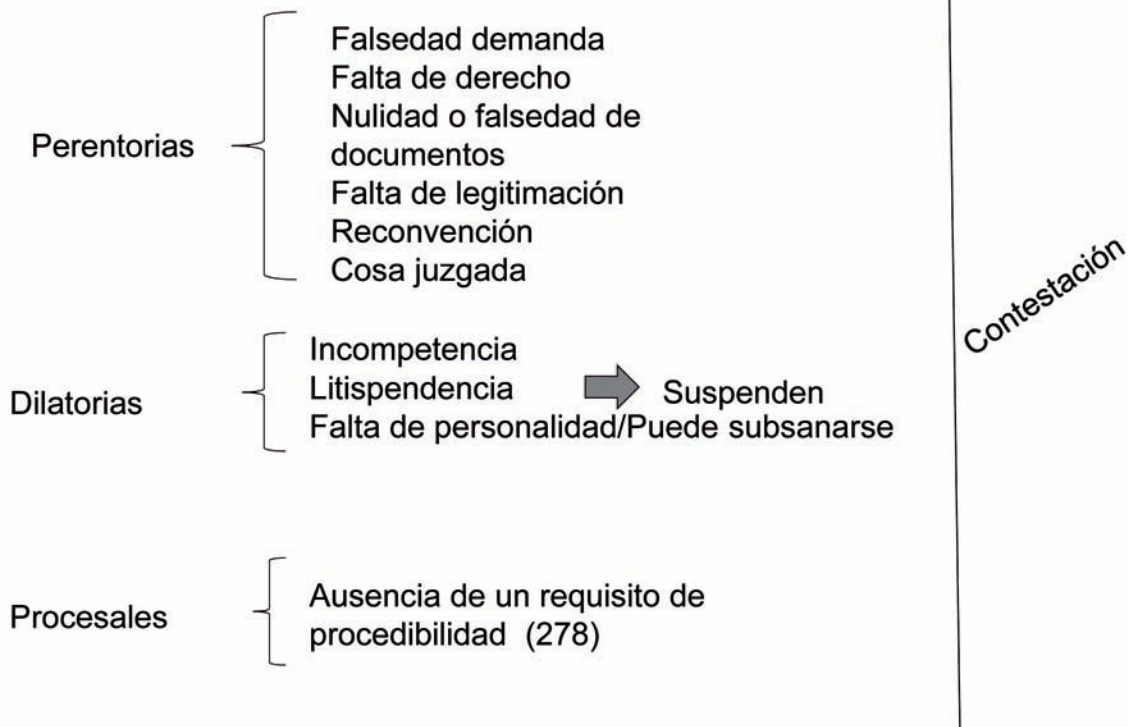 Perentorias
Falsedad demanda
Falta de derecho
Nulidad o falsedad de
documentos
Falta de legitimación
Reconvención
Cosa juzgada
Dilatorias
Incompetencia
Litispendencia
Suspenden
Falta de personalidad/Puede subsanarse
Procesales
Ausencia de un requisito de
procedibilidad (278)
Contestación